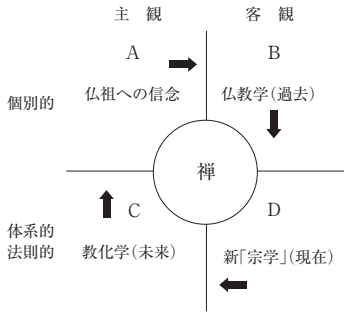 主 観 客 観
A B
仏祖への信念 仏教学(過去)
個別的
禅
C D
体系的
法則的
教化学(未来) 新「宗学」(現在)